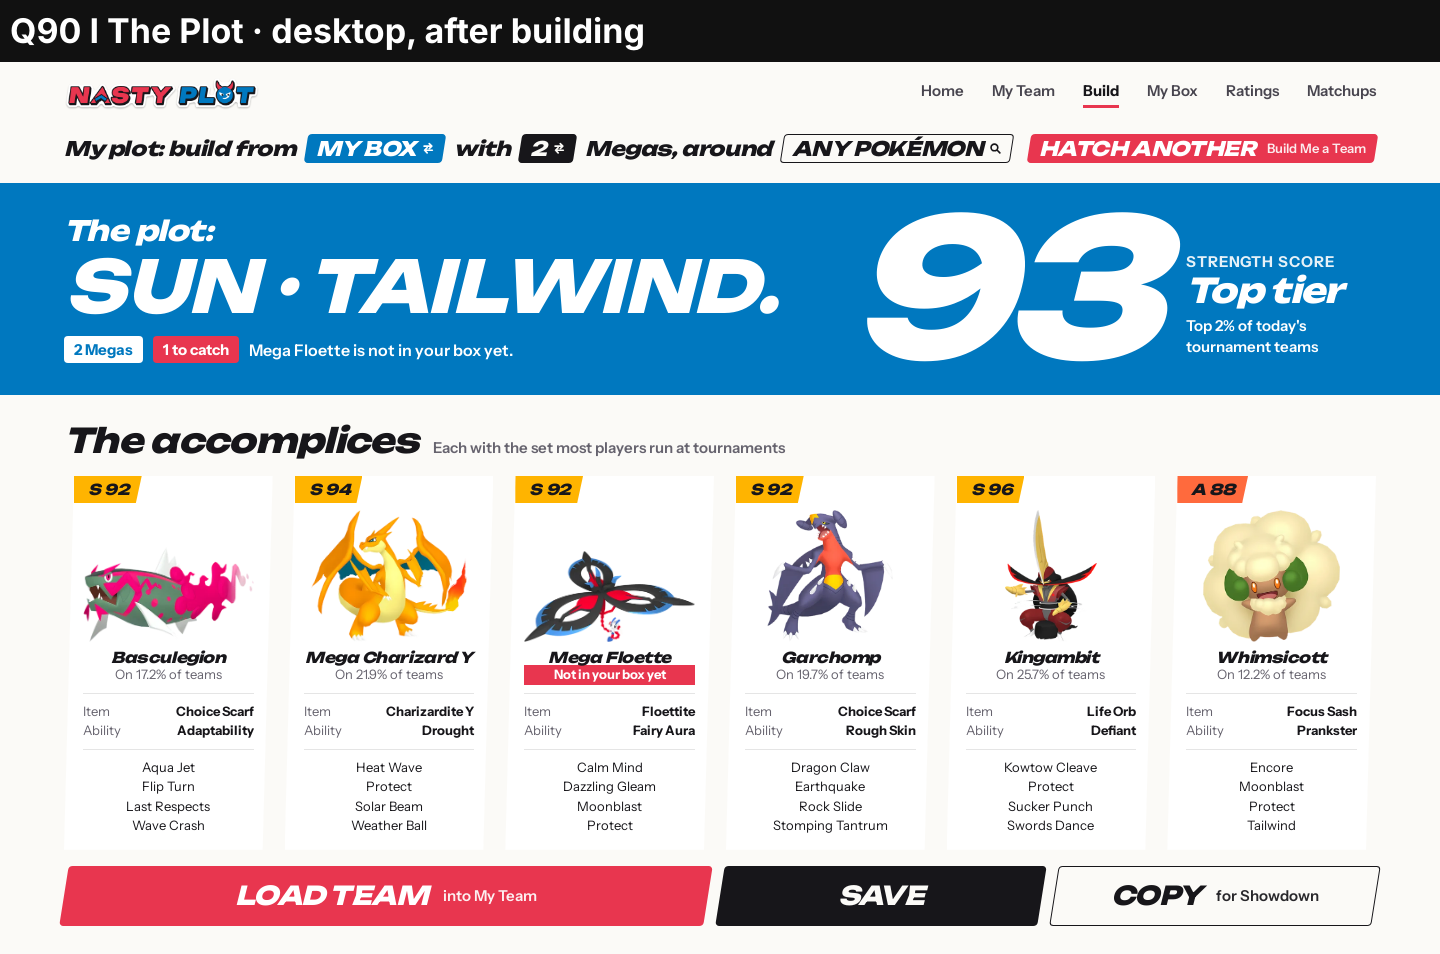 Q90 I The Plot · desktop, after building
NASTY PLOT
Home My Team Build My Box Ratings Matchups
My plot: build from MY BOX with 2 Megas, around ANY POKÉMON HATCH ANOTHER Build Me a Team
The plot:
SUN • TAILWIND.
2 Megas 1 to catch Mega Floette is not in your box yet.
93
STRENGTH SCORE
Top tier
Top 2% of today's
tournament teams
The accomplices Each with the set most players run at tournaments
S 92
Basculegion
On 17.2% of teams
Item Choice Scarf
Ability Adaptability
Aqua Jet
Flip Turn
Last Respects
Wave Crash
S 94
Mega Charizard Y
On 21.9% of teams
Item Charizardite Y
Ability Drought
Heat Wave
Protect
Solar Beam
Weather Ball
S 92
Mega Floette
Not in your box yet
Item Floettite
Ability Fairy Aura
Calm Mind
Dazzling Gleam
Moonblast
Protect
S 92
Garchomp
On 19.7% of teams
Item Choice Scarf
Ability Rough Skin
Dragon Claw
Earthquake
Rock Slide
Stomping Tantrum
S 96
Kingambit
On 25.7% of teams
Item Life Orb
Ability Defiant
Kowtow Cleave
Protect
Sucker Punch
Swords Dance
A 88
Whimsicott
On 12.2% of teams
Item Focus Sash
Ability Prankster
Encore
Moonblast
Protect
Tailwind
LOAD TEAM into My Team
SAVE
COPY for Showdown